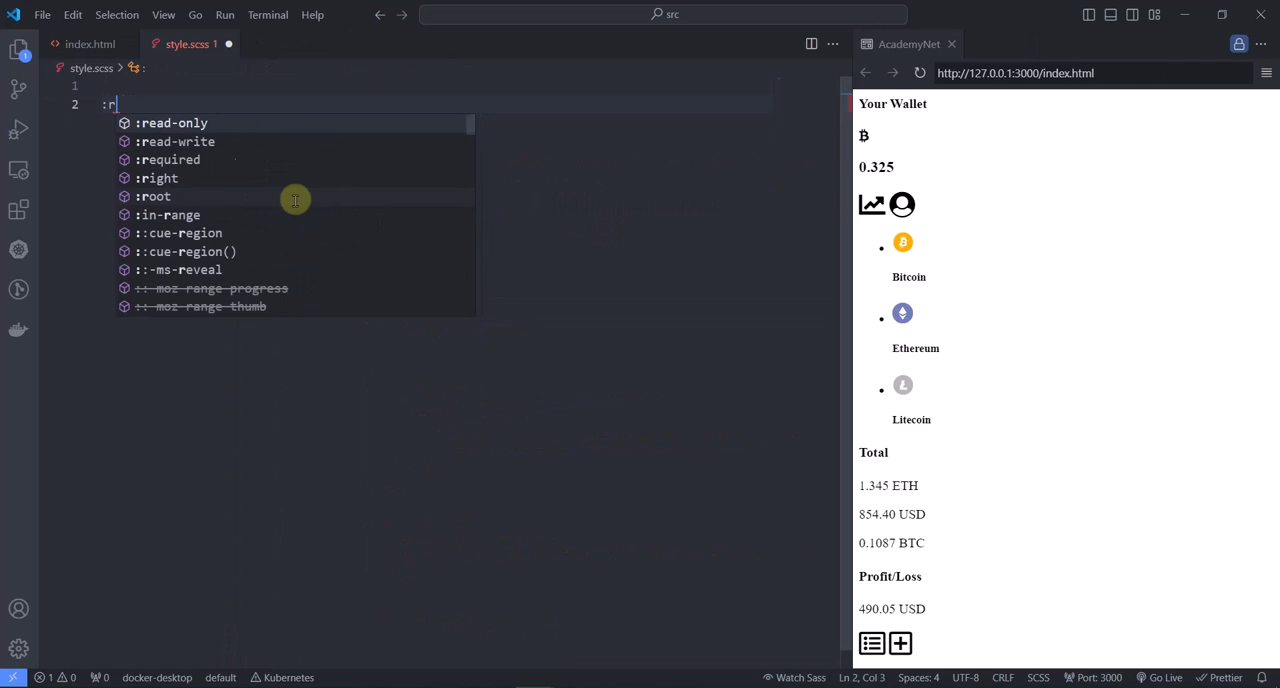 File Edit Selection View Go Run Terminal Help
src
index.html
style.scss 1
AcademyNet
style.scss > :
http://127.0.0.1:3000/index.html
1
2 :r
:read-only
:read-write
:required
:right
:root
:in-range
::cue-region
::cue-region()
::-ms-reveal
::-moz-range-progress
::-moz-range-thumb
Your Wallet
0.325
Bitcoin
Ethereum
Litecoin
Total
1.345 ETH
854.40 USD
0.1087 BTC
Profit/Loss
490.05 USD
1
1 0 0 docker-desktop default Kubernetes
Watch Sass Ln 2, Col 3 Spaces: 4 UTF-8 CRLF SCSS Port: 3000 Go Live Prettier